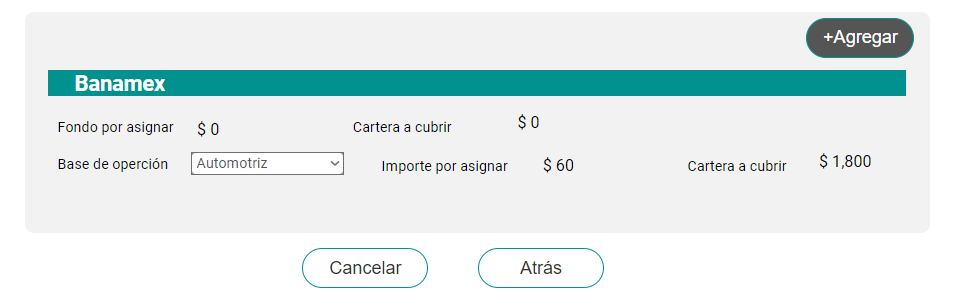 +Agregar
Banamex
Fondo por asignar $ 0 Cartera a cubrir $ 0
Base de operción Automotriz Importe por asignar $ 60 Cartera a cubrir $ 1,800
Cancelar Atrás